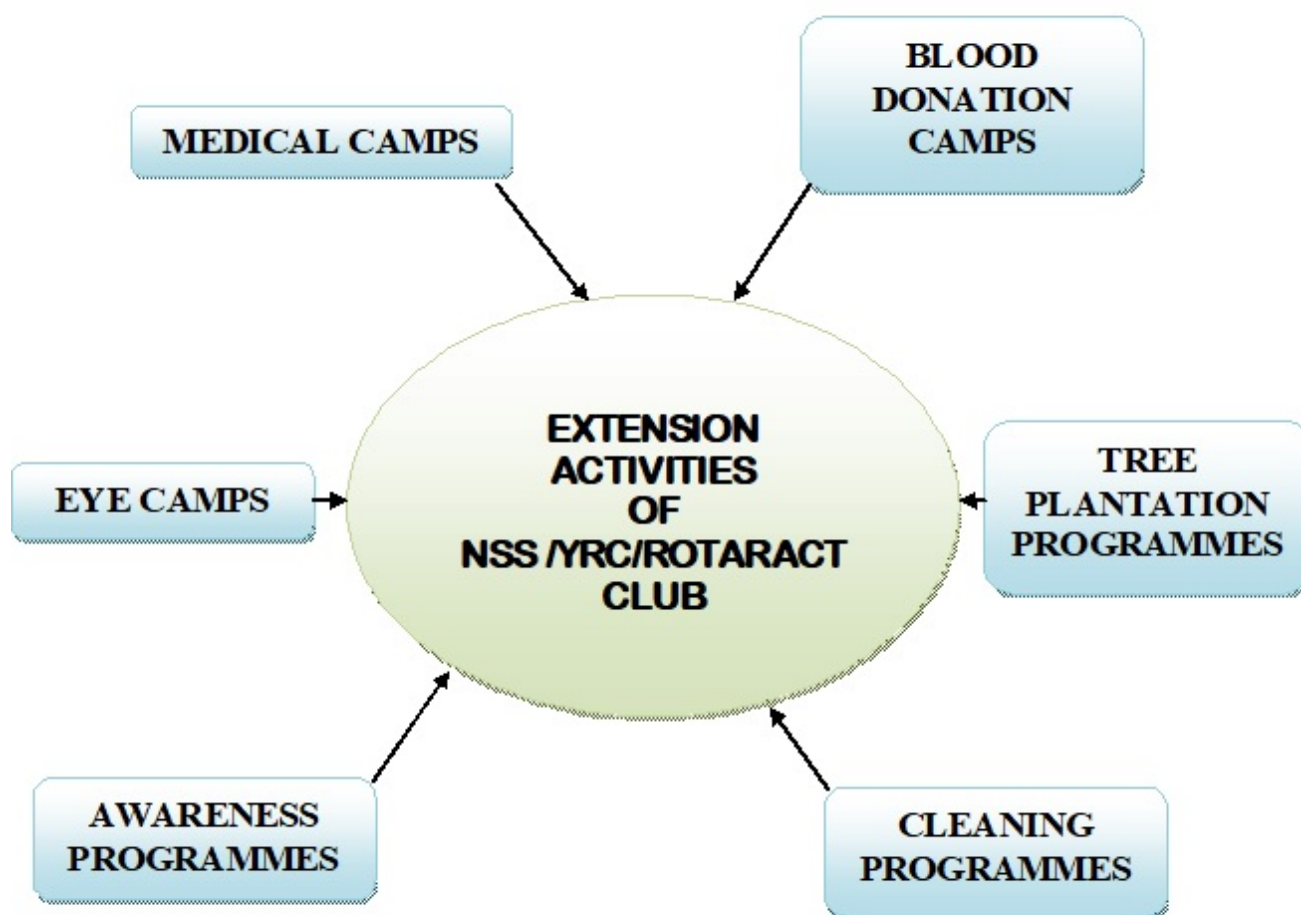 MEDICAL CAMPS
BLOOD
DONATION
CAMPS
EXTENSION
ACTIVITIES
OF
NSS /YRC/ROTARACT
CLUB
EYE CAMPS
TREE
PLANTATION
PROGRAMMES
AWARENESS
PROGRAMMES
CLEANING
PROGRAMMES